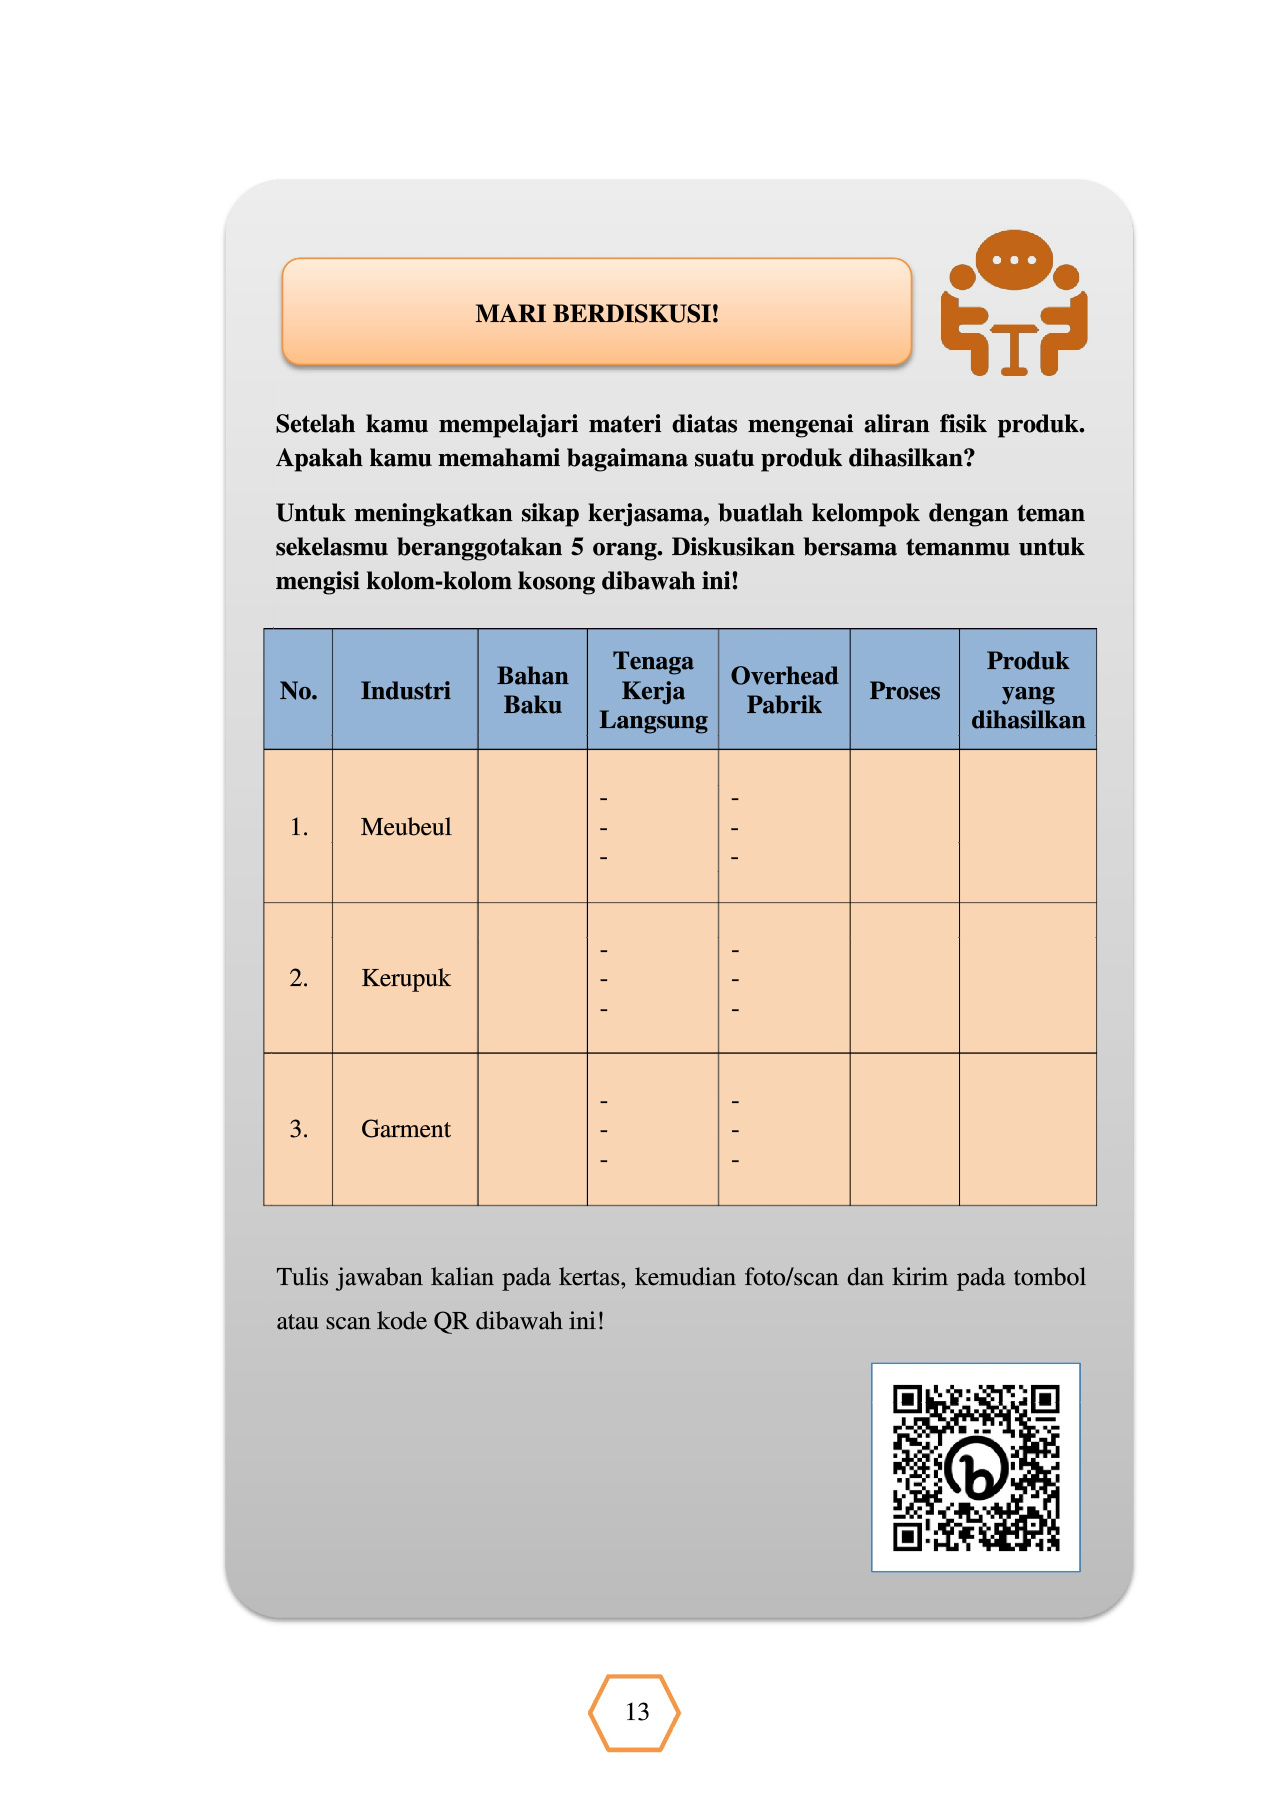 MARI BERDISKUSI!
Setelah kamu mempelajari materi diatas mengenai aliran fisik produk.
Apakah kamu memahami bagaimana suatu produk dihasilkan?
Untuk meningkatkan sikap kerjasama, buatlah kelompok dengan teman
sekelasmu beranggotakan 5 orang. Diskusikan bersama temanmu untuk
mengisi kolom-kolom kosong dibawah ini!
No. Industri Bahan Baku Tenaga Kerja Langsung Overhead Pabrik Proses Produk yang dihasilkan
1. Meubeul - - - - - -
2. Kerupuk - - - - - -
3. Garment - - - - - -
Tulis jawaban kalian pada kertas, kemudian foto/scan dan kirim pada tombol
atau scan kode QR dibawah ini!
b
13